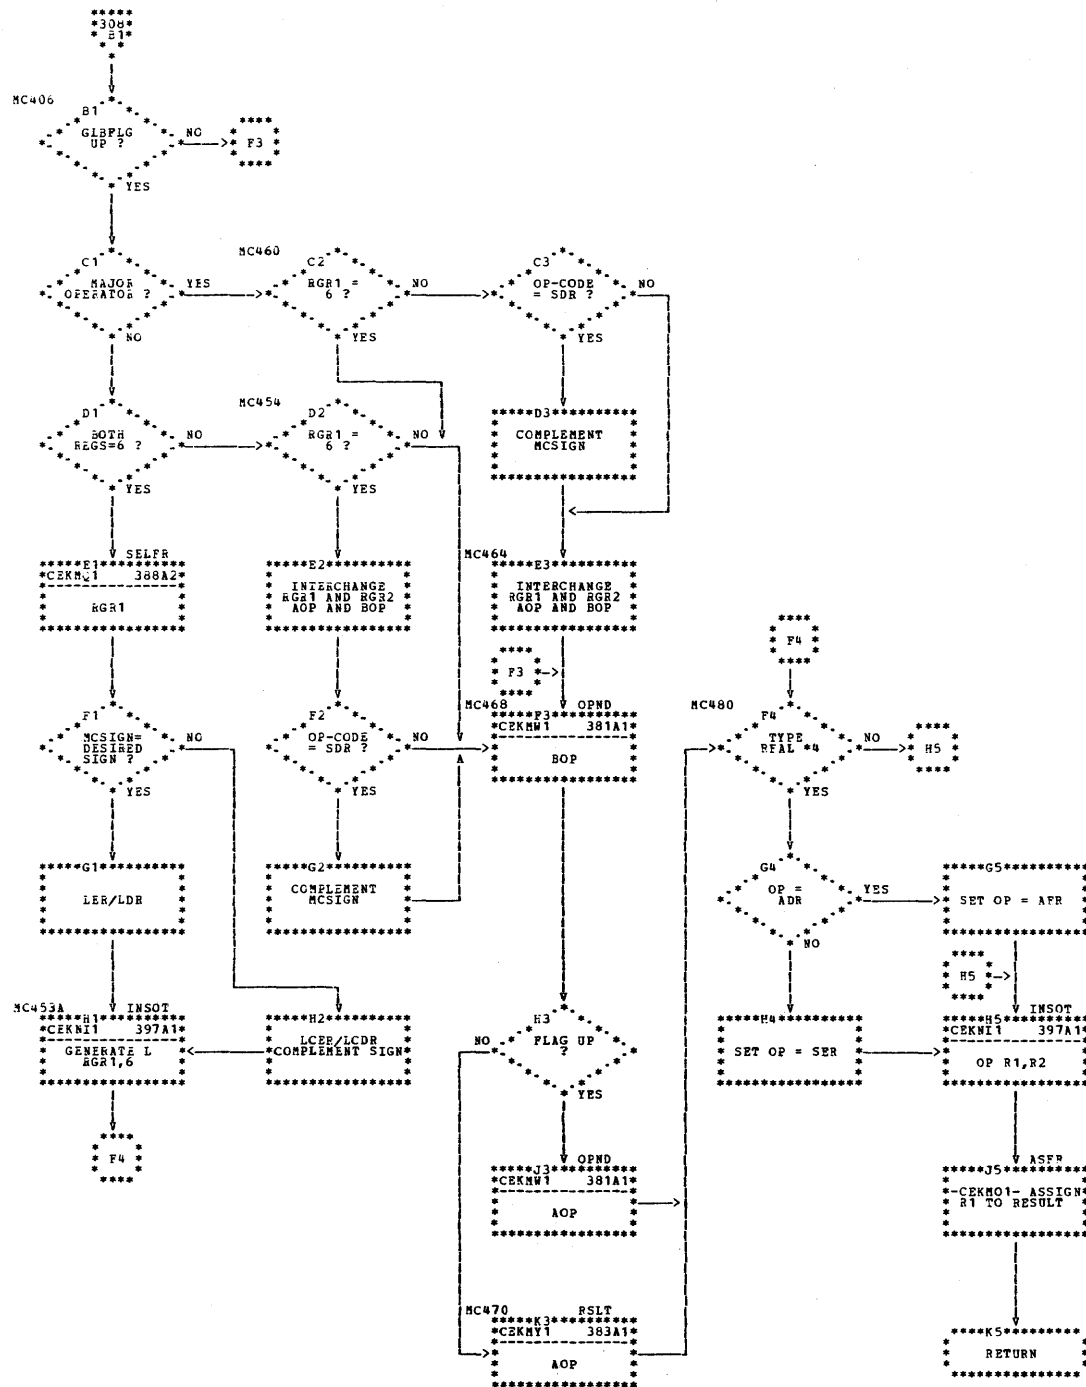 308
B1
MC406
B1
GLBFLG
UP ?
NO
F3
YES
C1
MAJOR
OPERATOR ?
YES
NO
MC460
C2
RGR1 =
6 ?
NO
YES
C3
OP-CODE
= SDR ?
NO
YES
D1
BOTH
REGS=6 ?
NO
YES
MC454
D2
RGR1 =
6 ?
NO
YES
D3
COMPLEMENT
MCSIGN
SELFR
E1
CEKMQ1 388A2
RGR1
E2
INTERCHANGE
RGR1 AND RGR2
AOP AND BOP
MC464
E3
INTERCHANGE
RGR1 AND RGR2
AOP AND BOP
F3
F4
F1
MCSIGN=
DESIRED
SIGN ?
NO
YES
F2
OP-CODE
= SDR ?
NO
YES
MC468
OPND
F3
CEKMW1 381A1
BOP
MC480
F4
TYPE
REAL *4
NO
H5
YES
G1
LER/LDR
G2
COMPLEMENT
MCSIGN
G4
OP =
ADR
YES
NO
G5
SET OP = AER
H5
MC453A
INSOT
H1
CEKNI1 397A1
GENERATE L
RGR1,6
H2
LCER/LCDR
COMPLEMENT SIGN
H3
FLAG UP
?
NO
YES
H4
SET OP = SER
INSOT
H5
CEKNI1 397A1
OP R1,R2
F4
OPND
J3
CEKMW1 381A1
AOP
ASFR
J5
-CEKMO1- ASSIGN
R1 TO RESULT
MC470
RSLT
K3
CEKMY1 383A1
AOP
K5
RETURN